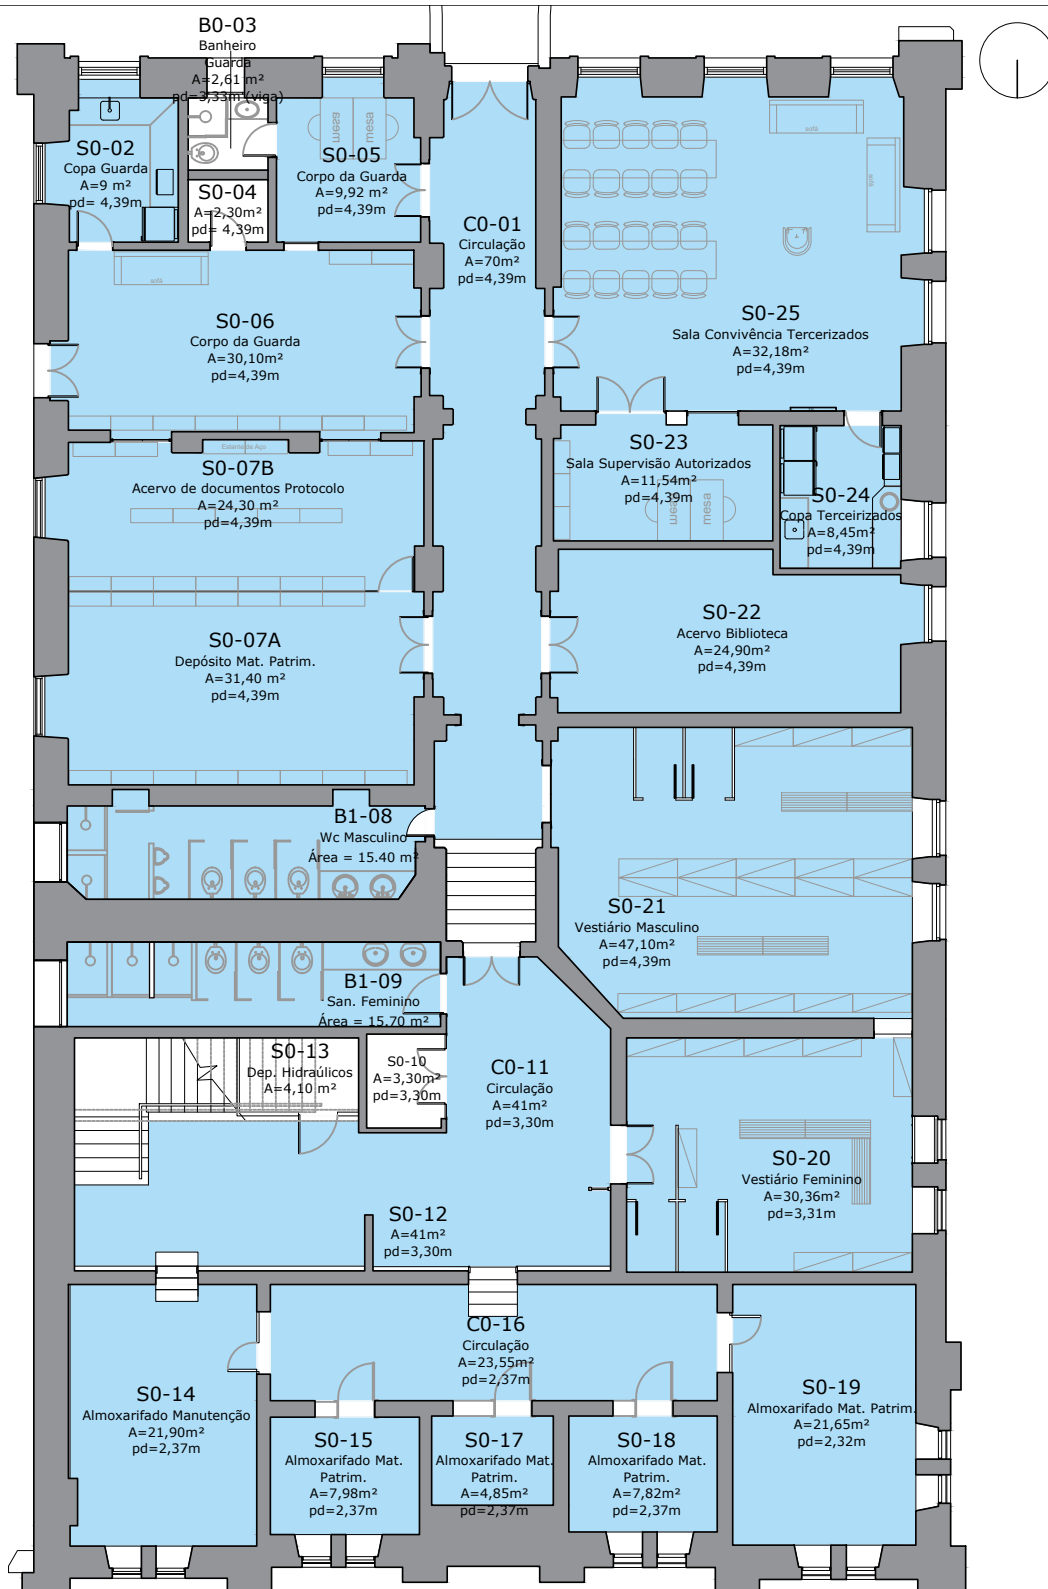 B0-03
Banheiro
Guarda
A=2,61 m²
pd=3,33m (viga)
S0-02
Copa Guarda
A=9 m²
pd= 4,39m
S0-04
A=2,30m²
pd= 4,39m
mesa
mesa
S0-05
Corpo da Guarda
A=9,92 m²
pd=4,39m
C0-01
Circulação
A=70m²
pd=4,39m
sofá
sofá
S0-25
Sala Convivência Tercerizados
A=32,18m²
pd=4,39m
sofá
S0-06
Corpo da Guarda
A=30,10m²
pd=4,39m
Estante de Aço
S0-07B
Acervo de documentos Protocolo
A=24,30 m²
pd=4,39m
S0-23
Sala Supervisão Autorizados
A=11,54m²
pd=4,39m
mesa
mesa
S0-24
Copa Terceirizados
A=8,45m²
pd=4,39m
S0-07A
Depósito Mat. Patrim.
A=31,40 m²
pd=4,39m
S0-22
Acervo Biblioteca
A=24,90m²
pd=4,39m
B1-08
Wc Masculino
Área = 15.40 m²
S0-21
Vestiário Masculino
A=47,10m²
pd=4,39m
B1-09
San. Feminino
Área = 15.70 m²
S0-13
Dep. Hidraúlicos
A=4,10 m²
S0-10
A=3,30m²
pd=3,30m
C0-11
Circulação
A=41m²
pd=3,30m
S0-20
Vestiário Feminino
A=30,36m²
pd=3,31m
S0-12
A=41m²
pd=3,30m
C0-16
Circulação
A=23,55m²
pd=2,37m
S0-14
Almoxarifado Manutenção
A=21,90m²
pd=2,37m
S0-15
Almoxarifado Mat.
Patrim.
A=7,98m²
pd=2,37m
S0-17
Almoxarifado Mat.
Patrim.
A=4,85m²
pd=2,37m
S0-18
Almoxarifado Mat.
Patrim.
A=7,82m²
pd=2,37m
S0-19
Almoxarifado Mat. Patrim.
A=21,65m²
pd=2,32m